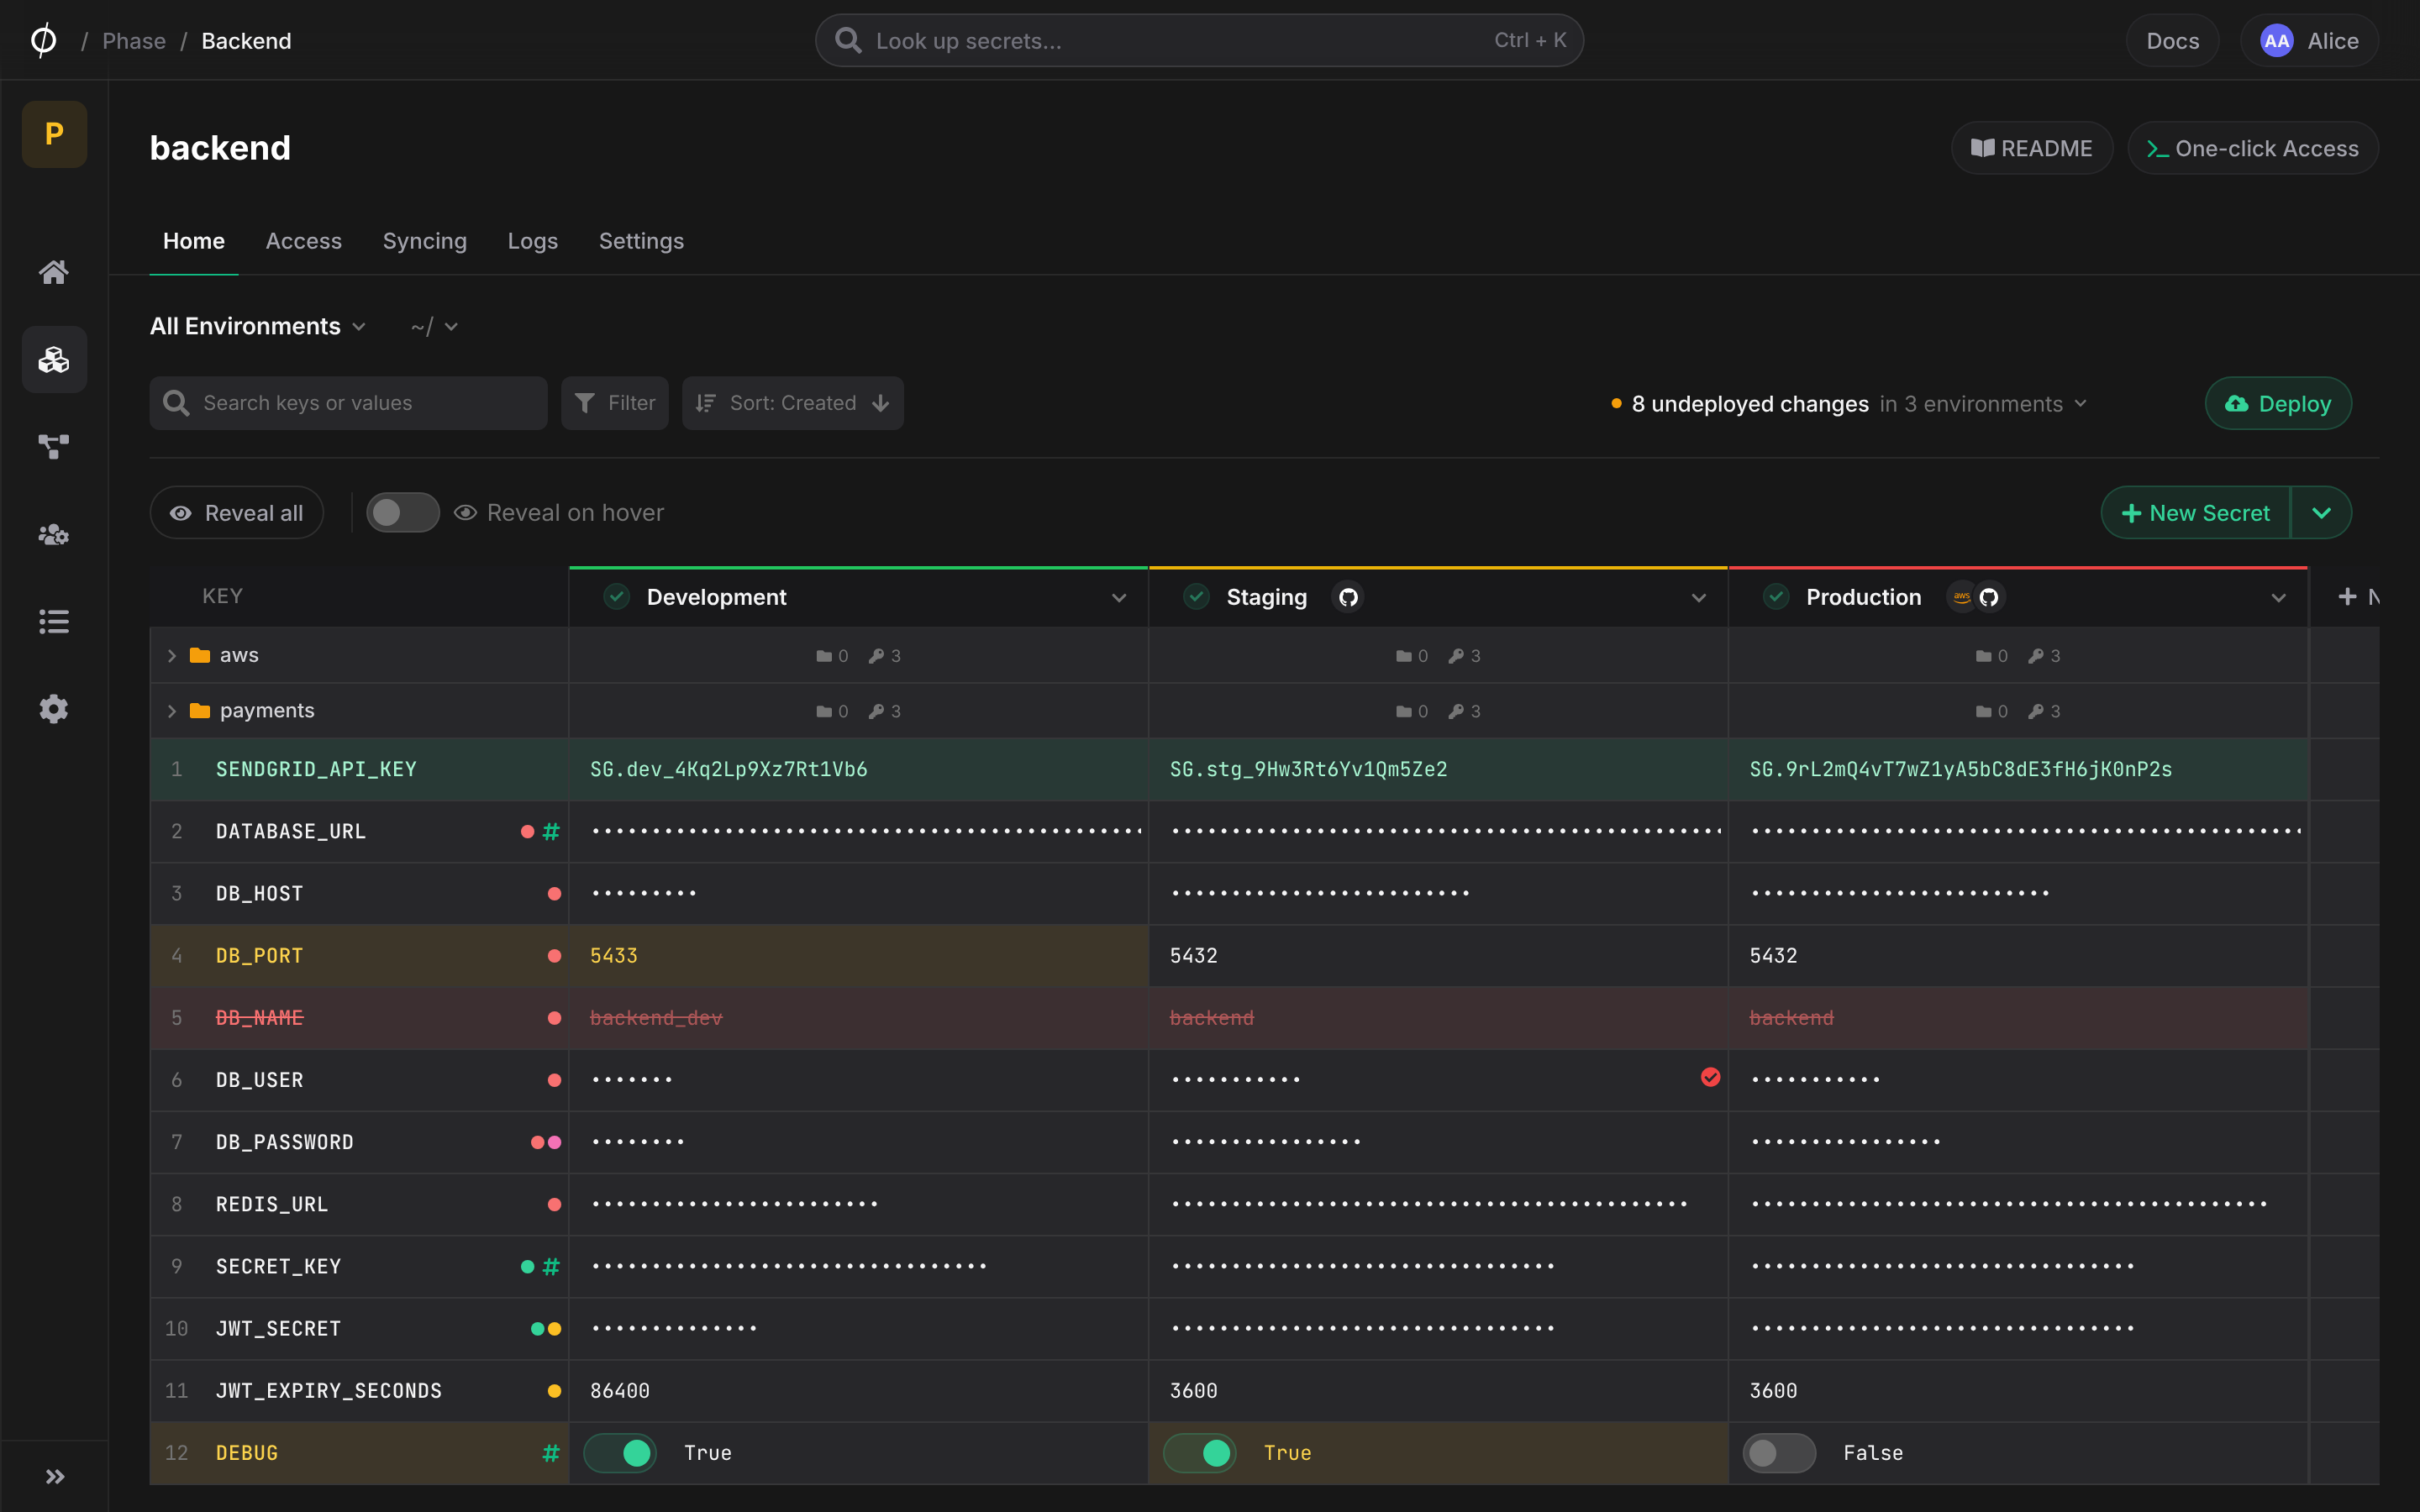 / Phase / Backend
Look up secrets... Ctrl + K
Docs
AA Alice
P
backend
README
One-click Access
Home Access Syncing Logs Settings
All Environments ~/
Search keys or values
Filter
Sort: Created
8 undeployed changes in 3 environments
Deploy
Reveal all
Reveal on hover
New Secret
KEY Development Staging Production aws + N
aws 0 3 0 3 0 3
payments 0 3 0 3 0 3
1 SENDGRID_API_KEY SG.dev_4Kq2Lp9Xz7Rt1Vb6 SG.stg_9Hw3Rt6Yv1Qm5Ze2 SG.9rL2mQ4vT7wZ1yA5bC8dE3fH6jK0nP2s
2 DATABASE_URL #
3 DB_HOST
4 DB_PORT 5433 5432 5432
5 DB_NAME backend_dev backend backend
6 DB_USER
7 DB_PASSWORD
8 REDIS_URL
9 SECRET_KEY #
10 JWT_SECRET
11 JWT_EXPIRY_SECONDS 86400 3600 3600
12 DEBUG # True True False